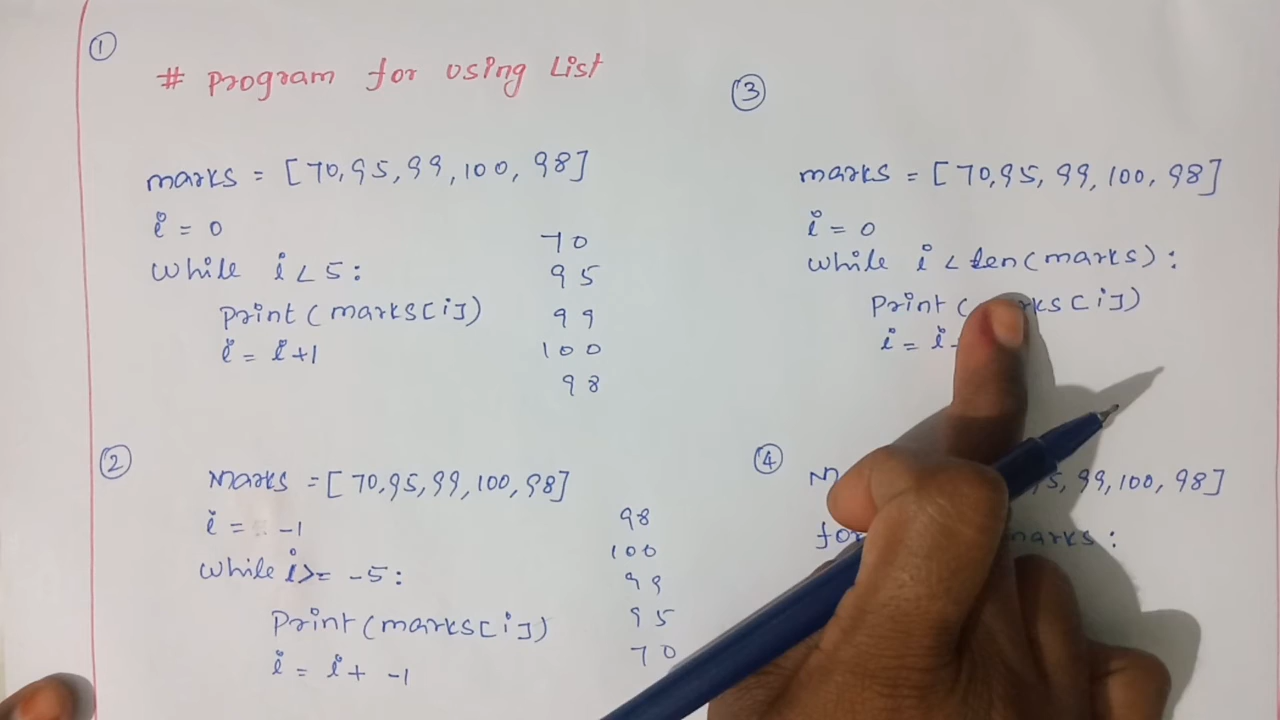 ①
# Program for using List
marks = [70,95,99,100,98]
i = 0
while i < 5:
print(marks[i])
i = i+1
70
95
99
100
98
②
marks = [70,95,99,100,98]
i = -1
while i >= -5:
print(marks[i])
i = i + -1
98
100
99
95
70
③
marks = [70,95,99,100,98]
i = 0
while i < len(marks):
print(marks[i])
i = i
④
99,100,98]
for marks: